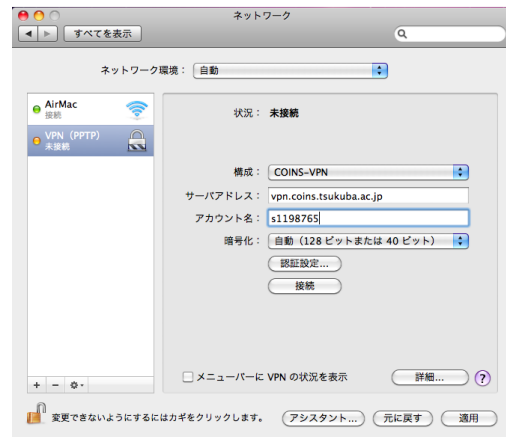 ネットワーク
すべてを表示
ネットワーク環境： 自動
AirMac
接続
VPN（PPTP）
未接続
状況： 未接続
構成： COINS-VPN
サーバアドレス： vpn.coins.tsukuba.ac.jp
アカウント名： s1198765
暗号化： 自動（128 ビットまたは 40 ビット）
認証設定...
接続
メニューバーに VPN の状況を表示
詳細...
?
変更できないようにするにはカギをクリックします。
アシスタント...
元に戻す
適用